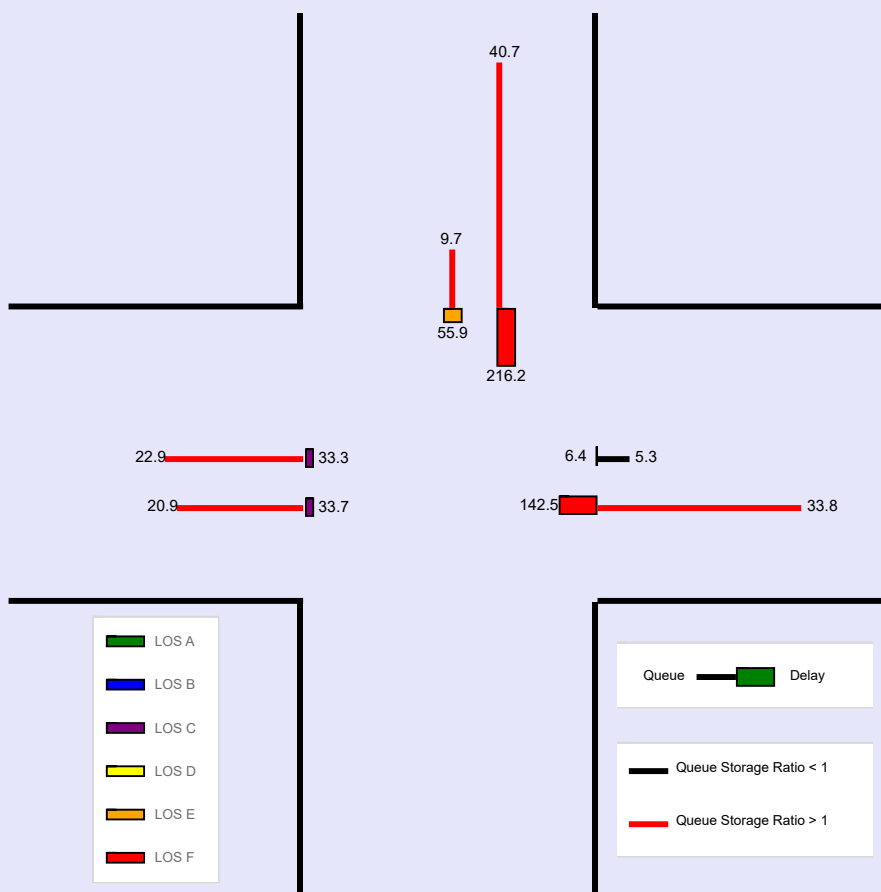 40.7
9.7
55.9
216.2
22.9
33.3
6.4
5.3
20.9
33.7
142.5
33.8
LOS A
LOS B
LOS C
LOS D
LOS E
LOS F
Queue
Delay
Queue Storage Ratio < 1
Queue Storage Ratio > 1